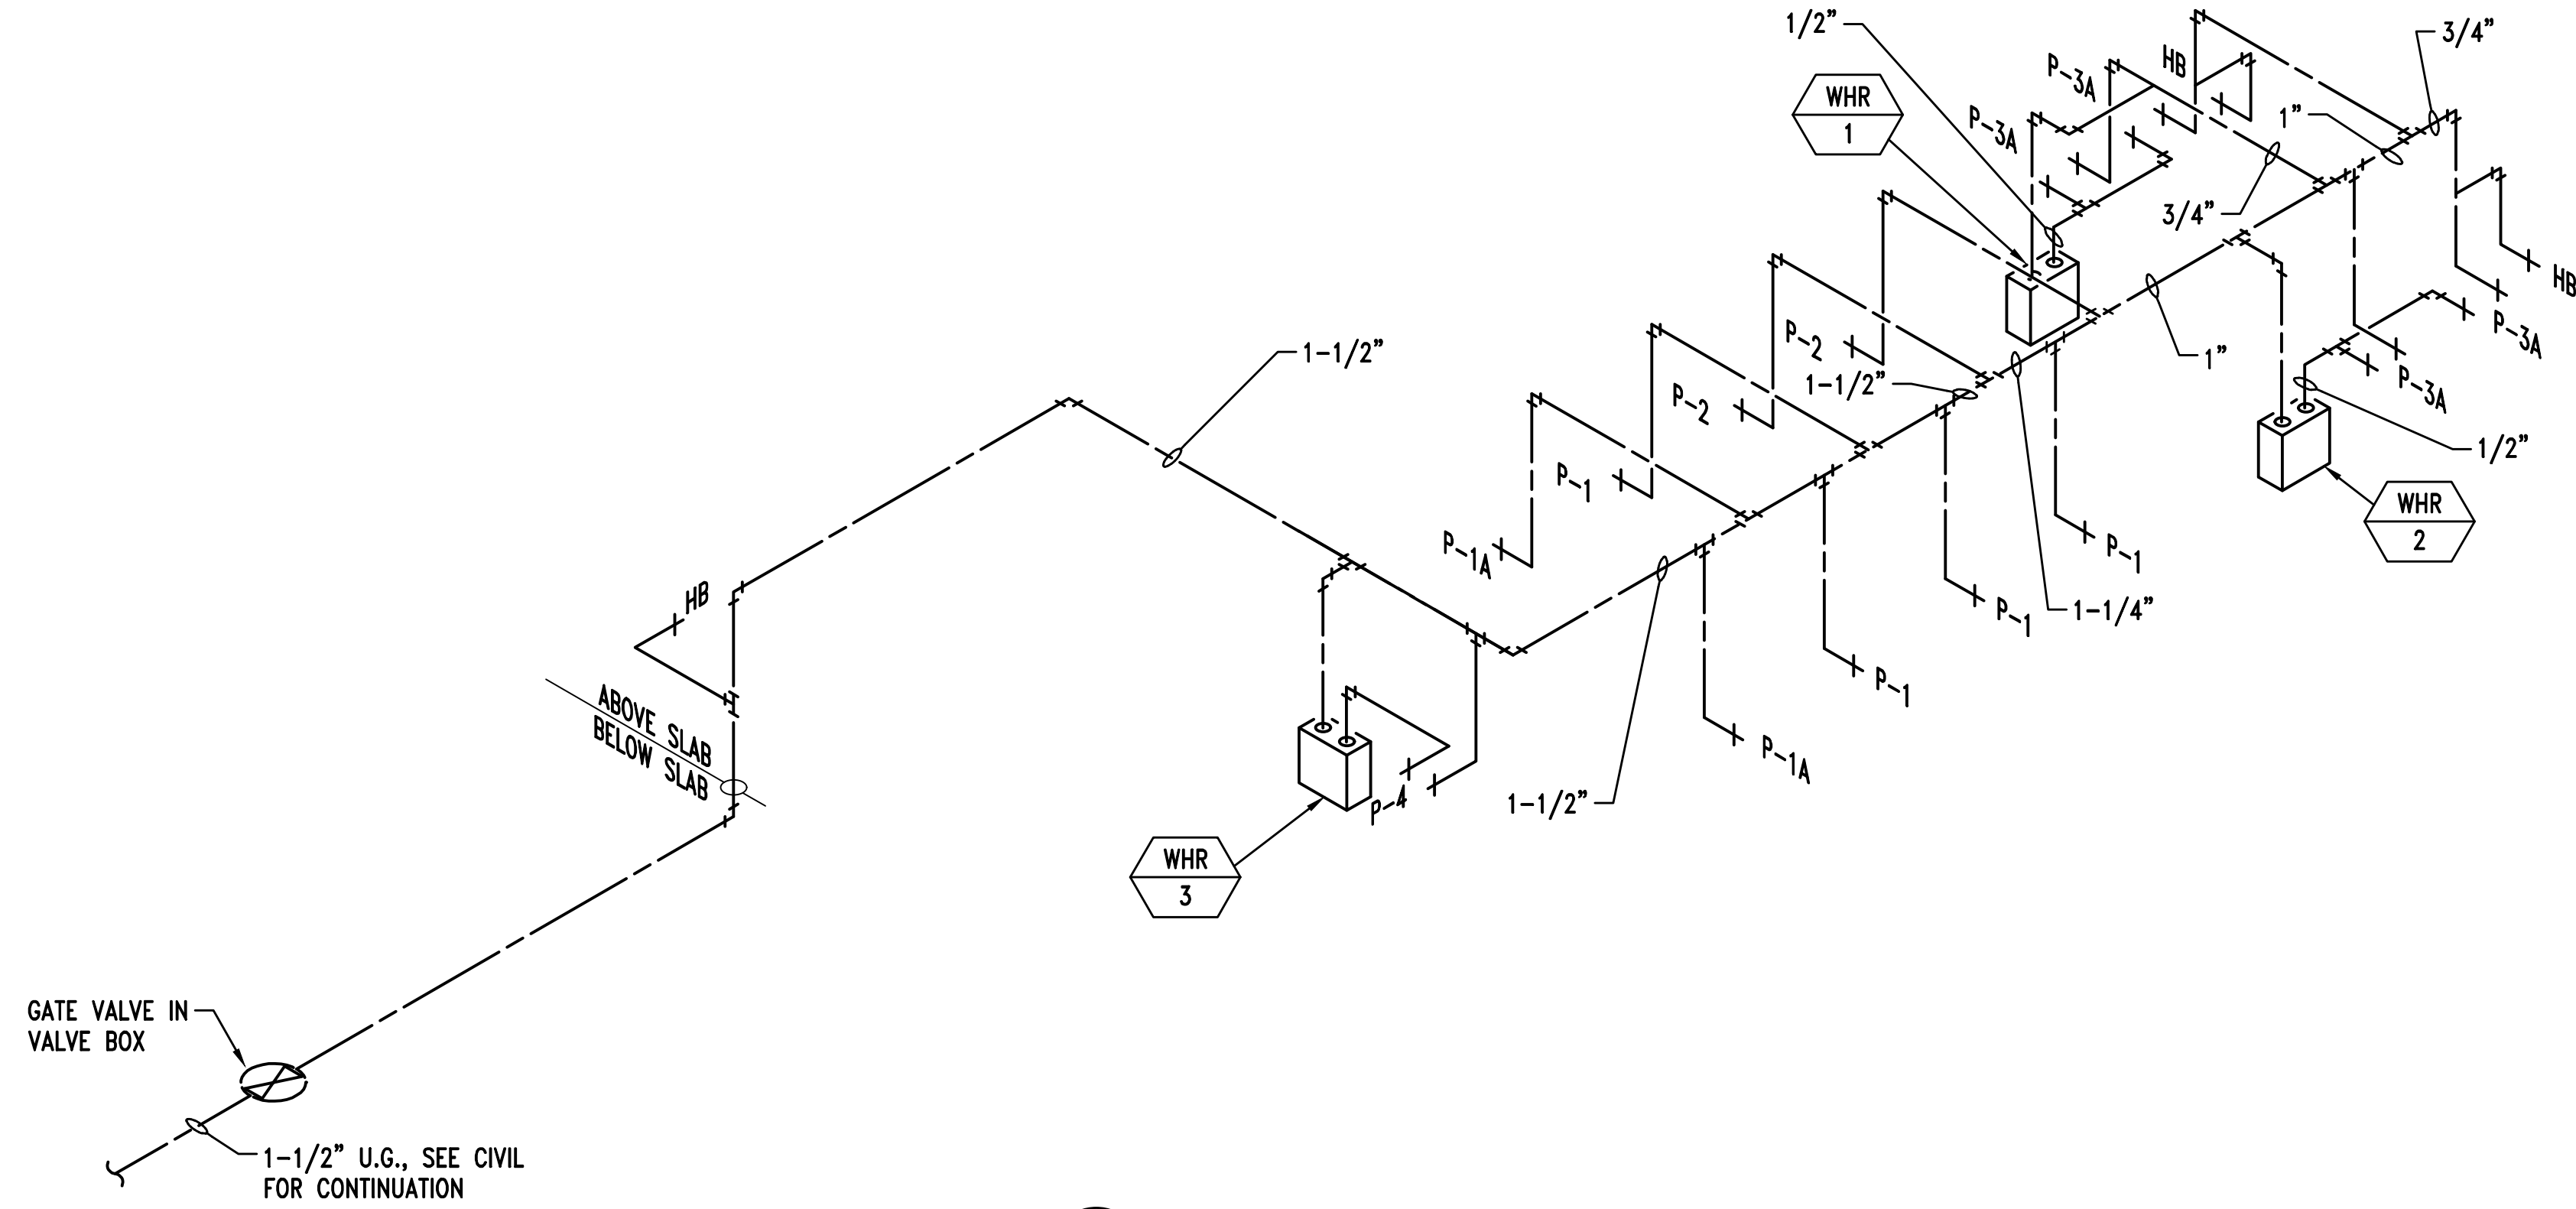 1/2"
3/4"
HB
P-3A
WHR
1
P-3A
1"
3/4"
HB
P-2
1-1/2"
1-1/2"
1"
P-3A
P-2
P-3A
1/2"
P-1
WHR
2
P-1A
P-1
HB
P-1
1-1/4"
P-1
ABOVE SLAB
BELOW SLAB
P-1A
P-4
1-1/2"
WHR
3
GATE VALVE IN
VALVE BOX
1-1/2" U.G., SEE CIVIL
FOR CONTINUATION